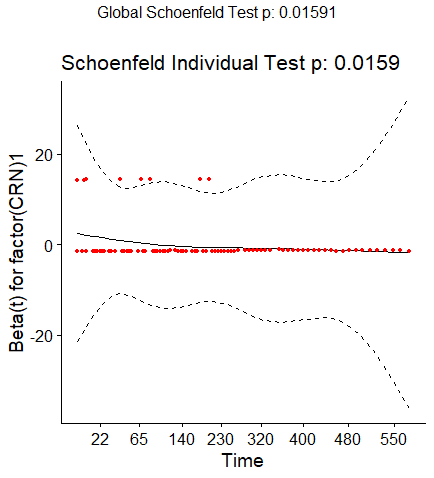 Global Schoenfeld Test p: 0.01591
Schoenfeld Individual Test p: 0.0159
Beta(t) for factor(CRN)1
20
0
-20
22 65 140 230 320 400 480 550
Time